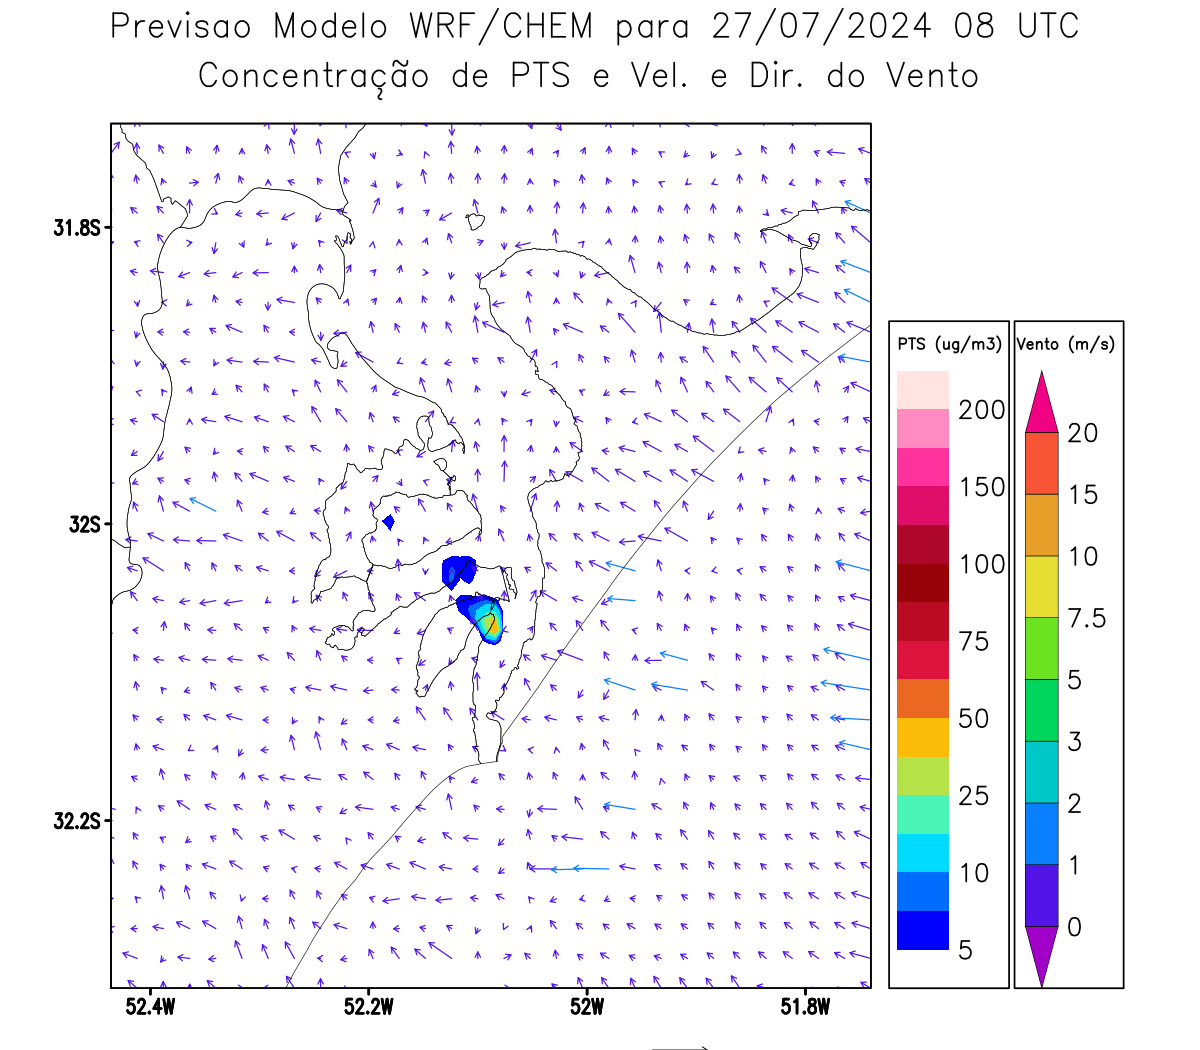 Previsao Modelo WRF/CHEM para 27/07/2024 08 UTC
Concentração de PTS e Vel. e Dir. do Vento
31.8S
32S
32.2S
52.4W 52.2W 52W 51.8W
PTS (ug/m3)
200
150
100
75
50
25
10
5
Vento (m/s)
20
15
10
7.5
5
3
2
1
0